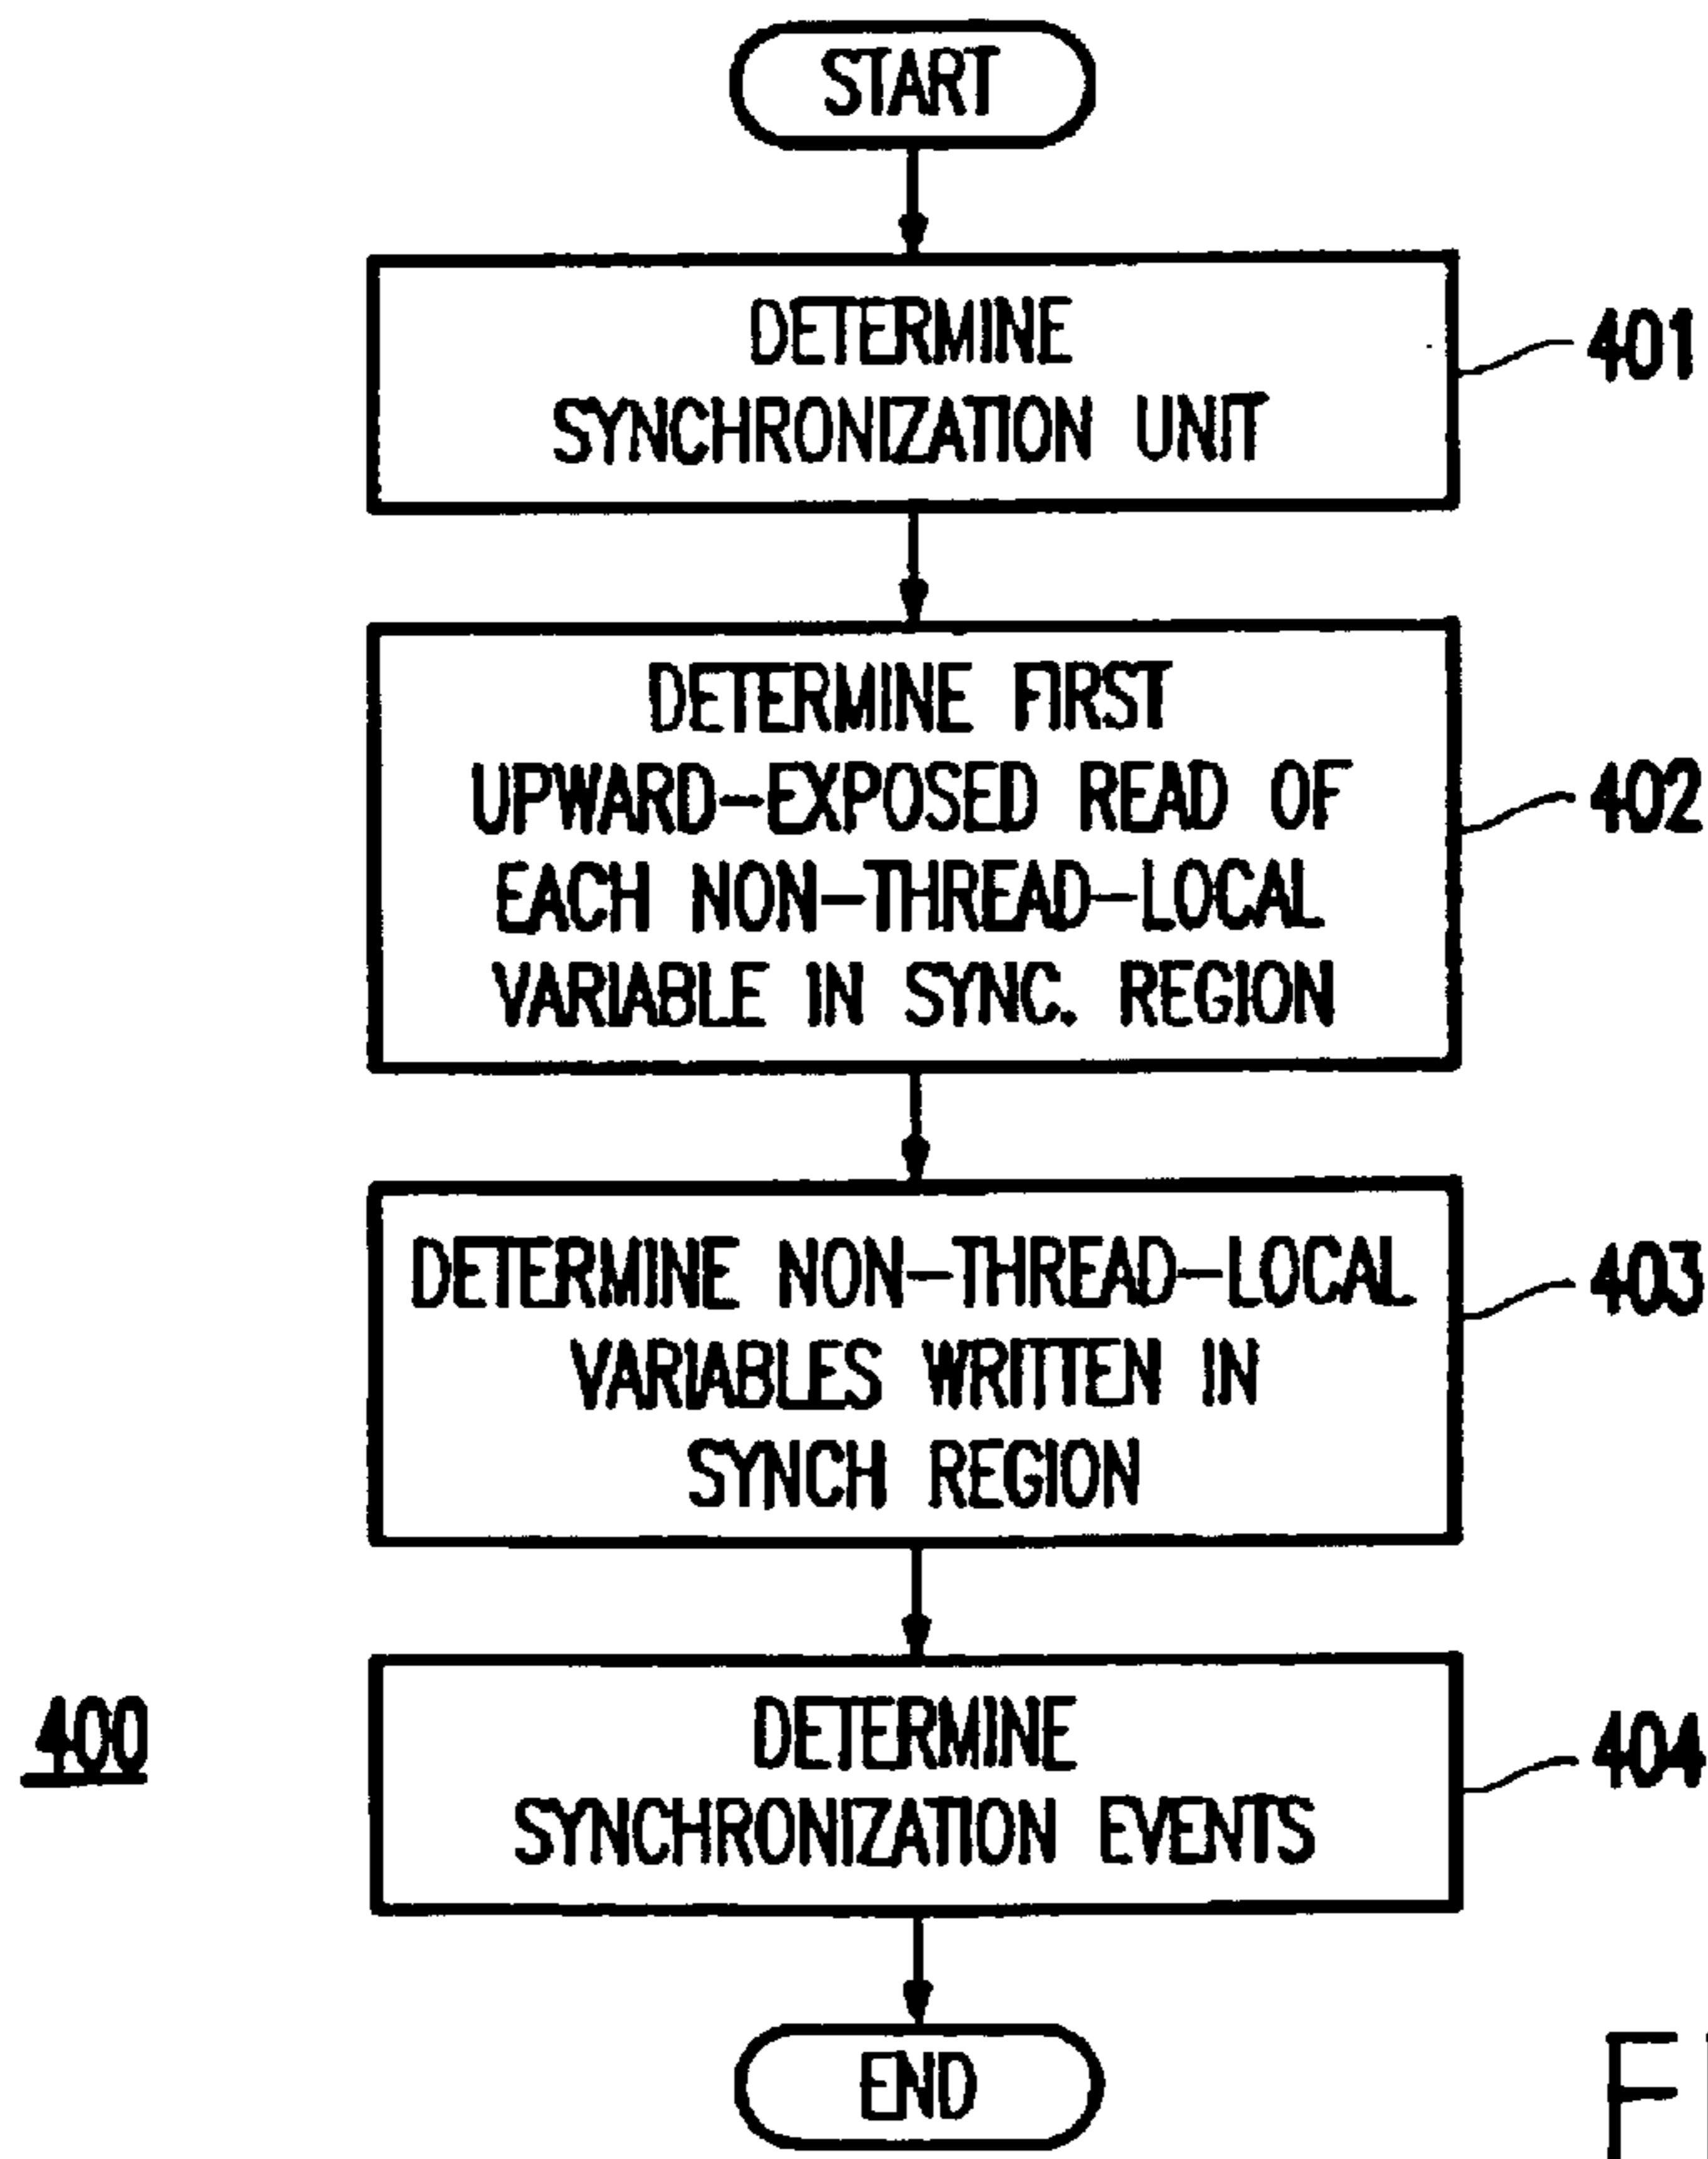 START
DETERMINE
SYNCHRONIZATION UNIT
401
DETERMINE FIRST
UPWARD-EXPOSED READ OF
EACH NON-THREAD-LOCAL
VARIABLE IN SYNC. REGION
402
DETERMINE NON-THREAD-LOCAL
VARIABLES WRITTEN IN
SYNCH REGION
403
DETERMINE
SYNCHRONIZATION EVENTS
404
400
END